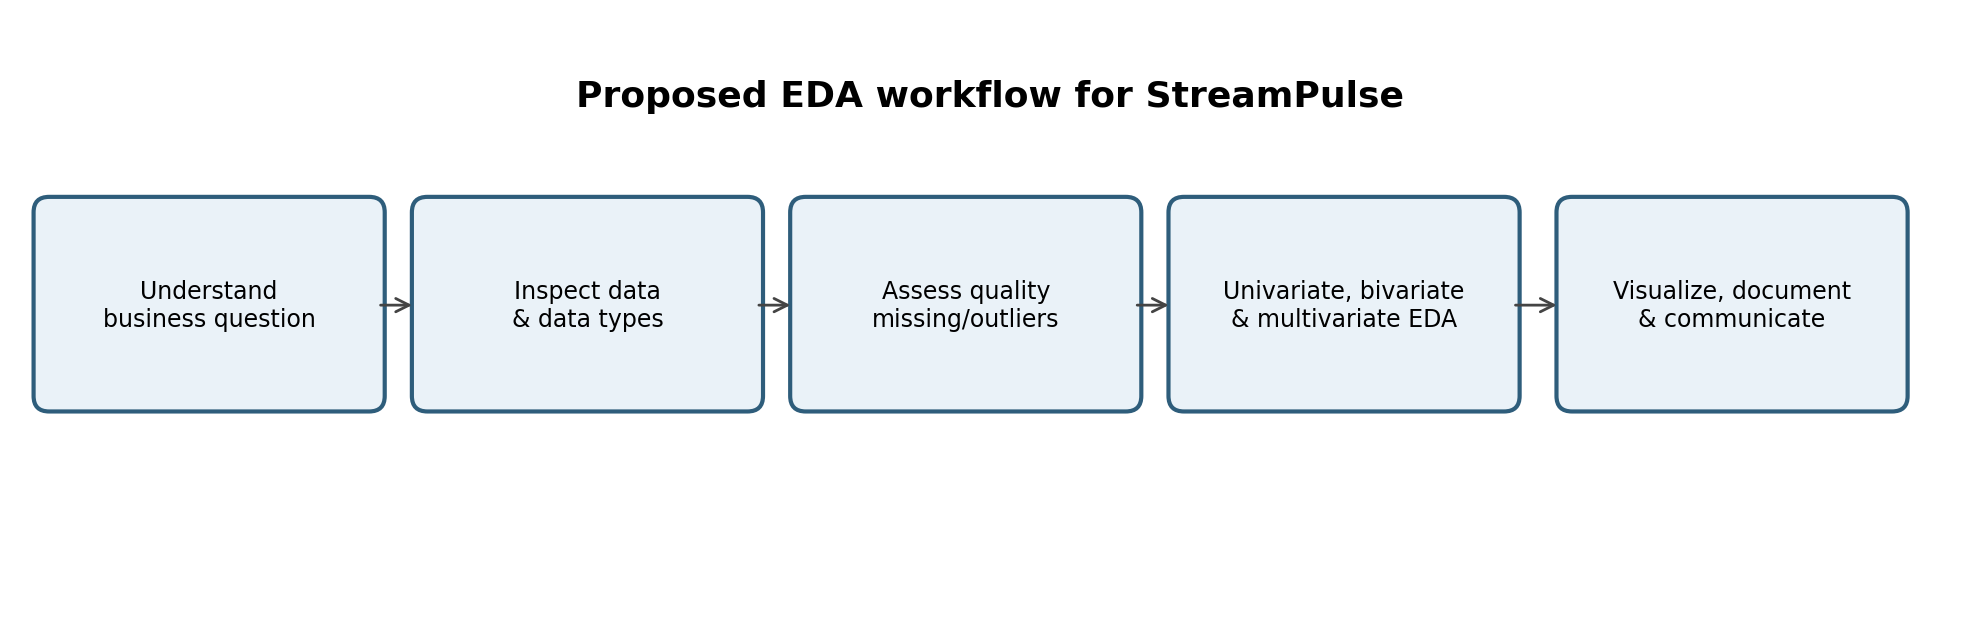 Proposed EDA workflow for StreamPulse
Understand
business question
Inspect data
& data types
Assess quality
missing/outliers
Univariate, bivariate
& multivariate EDA
Visualize, document
& communicate